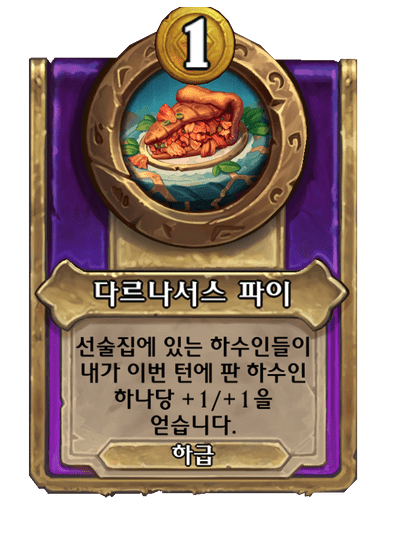 1
다르나서스 파이
선술집에 있는 하수인들이
내가 이번 턴에 판 하수인
하나당 +1/+1을
얻습니다.
하급